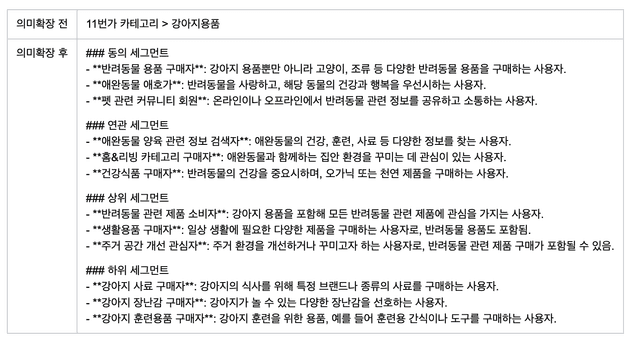 의미확장 전
11번가 카테고리 > 강아지용품
의미확장 후
### 동의 세그먼트
- **반려동물 용품 구매자**: 강아지 용품뿐만 아니라 고양이, 조류 등 다양한 반려동물 용품을 구매하는 사용자.
- **애완동물 애호가**: 반려동물을 사랑하고, 해당 동물의 건강과 행복을 우선시하는 사용자.
- **펫 관련 커뮤니티 회원**: 온라인이나 오프라인에서 반려동물 관련 정보를 공유하고 소통하는 사용자.
### 연관 세그먼트
- **애완동물 양육 관련 정보 검색자**: 애완동물의 건강, 훈련, 사료 등 다양한 정보를 찾는 사용자.
- **홈&리빙 카테고리 구매자**: 애완동물과 함께하는 집안 환경을 꾸미는 데 관심이 있는 사용자.
- **건강식품 구매자**: 반려동물의 건강을 중요시하며, 오가닉 또는 천연 제품을 구매하는 사용자.
### 상위 세그먼트
- **반려동물 관련 제품 소비자**: 강아지 용품을 포함해 모든 반려동물 관련 제품에 관심을 가지는 사용자.
- **생활용품 구매자**: 일상 생활에 필요한 다양한 제품을 구매하는 사용자로, 반려동물 용품도 포함됨.
- **주거 공간 개선 관심자**: 주거 환경을 개선하거나 꾸미고자 하는 사용자로, 반려동물 관련 제품 구매가 포함될 수 있음.
### 하위 세그먼트
- **강아지 사료 구매자**: 강아지의 식사를 위해 특정 브랜드나 종류의 사료를 구매하는 사용자.
- **강아지 장난감 구매자**: 강아지가 놀 수 있는 다양한 장난감을 선호하는 사용자.
- **강아지 훈련용품 구매자**: 강아지 훈련을 위한 용품, 예를 들어 훈련용 간식이나 도구를 구매하는 사용자.